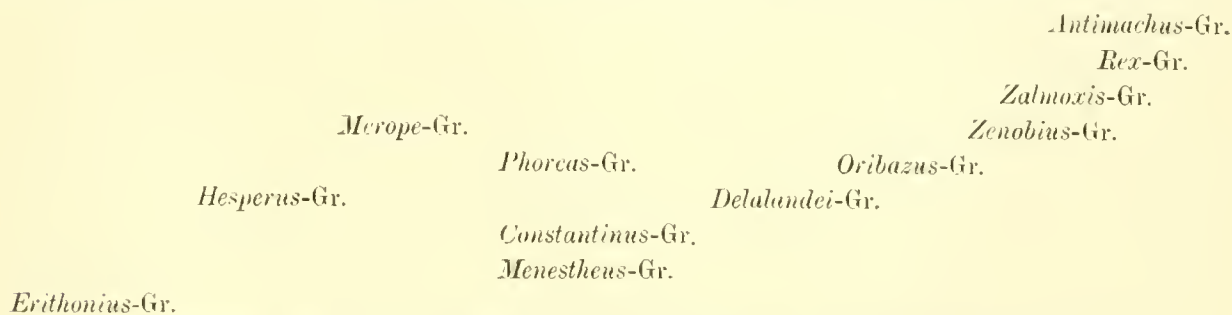 Antimachus-Gr.
Rex-Gr.
Zalmoxis-Gr.
Merope-Gr. Zenobius-Gr.
Phorcas-Gr. Oribazus-Gr.
Hesperus-Gr. Delalandei-Gr.
Constantinus-Gr.
Menestheus-Gr.
Erithonius-Gr.